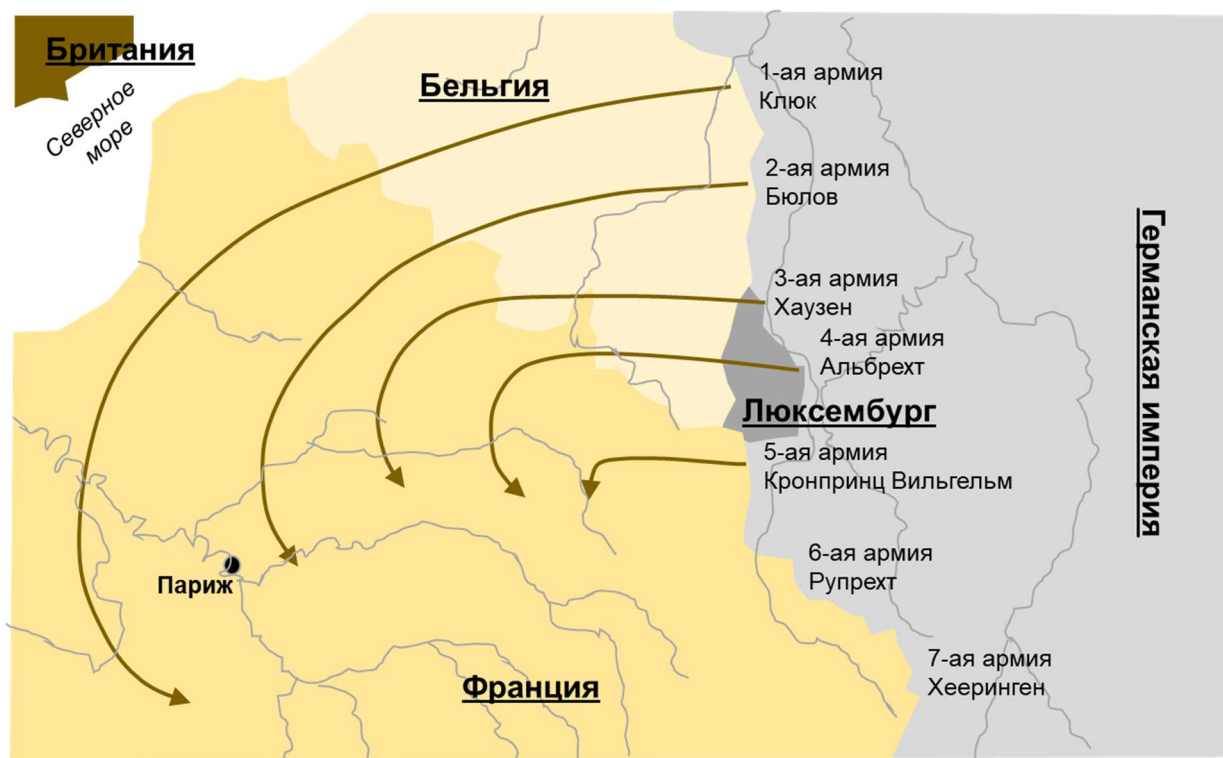 Британия
Северное
море
Бельгия
1-ая армия
Клюк
2-ая армия
Бюлов
3-ая армия
Хаузен
4-ая армия
Альбрехт
Люксембург
5-ая армия
Кронпринц Вильгельм
6-ая армия
Рупрехт
7-ая армия
Хееринген
Германская империя
Париж
Франция